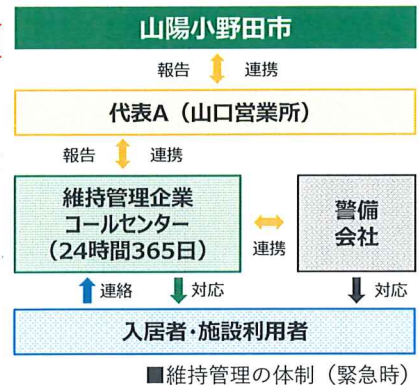 山陽小野田市
報告 連携
代表A（山口営業所）
報告 連携
維持管理企業
コールセンター
（24時間365日）
連携
警備
会社
連絡 対応
対応
入居者・施設利用者
■維持管理の体制（緊急時）